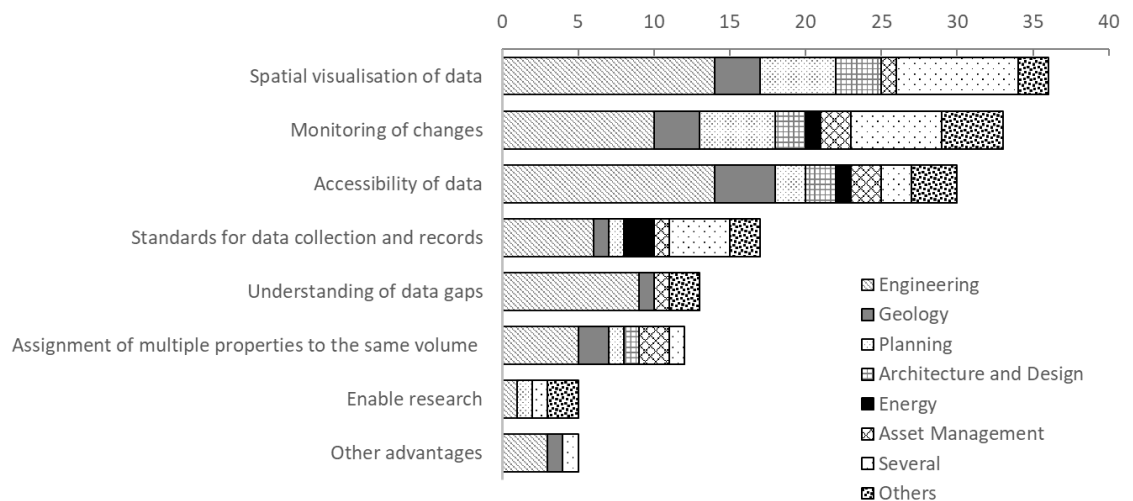 0 5 10 15 20 25 30 35 40
Spatial visualisation of data
Monitoring of changes
Accessibility of data
Standards for data collection and records
Understanding of data gaps
Assignment of multiple properties to the same volume
Enable research
Other advantages
Engineering
Geology
Planning
Architecture and Design
Energy
Asset Management
Several
Others